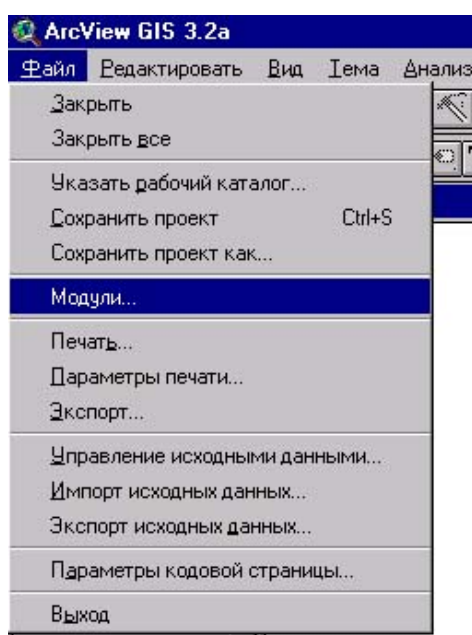 ArcView GIS 3.2a
Файл Редактировать Вид Тема Анализ
Закрыть
Закрыть все
Указать рабочий каталог...
Сохранить проект Ctrl+S
Сохранить проект как...
Модули...
Печать...
Параметры печати...
Экспорт...
Управление исходными данными...
Импорт исходных данных...
Экспорт исходных данных...
Параметры кодовой страницы...
Выход